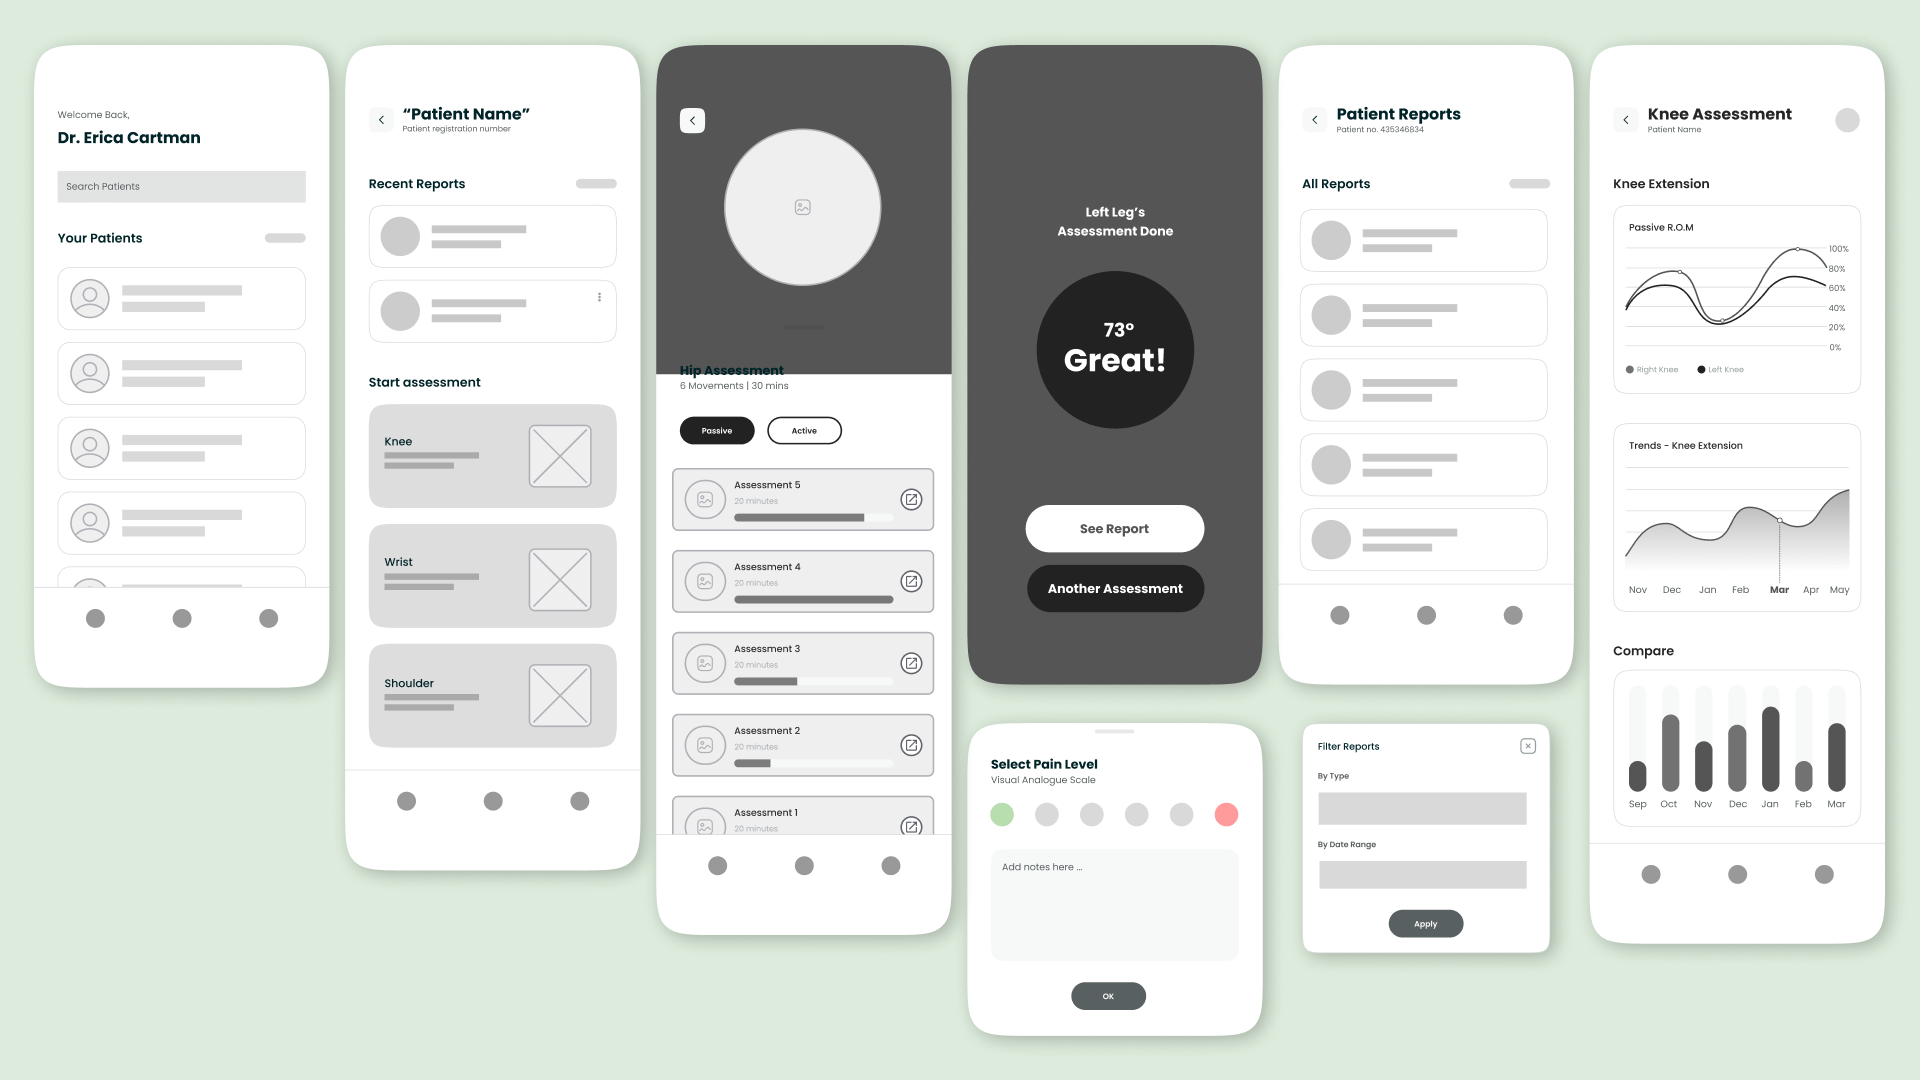 Welcome Back,
Dr. Erica Cartman
Search Patients
Your Patients
“Patient Name”
Patient registration number
Recent Reports
Start assessment
Knee
Wrist
Shoulder
Hip Assessment
6 Movements | 30 mins
Passive
Active
Assessment 5
20 minutes
Assessment 4
20 minutes
Assessment 3
20 minutes
Assessment 2
20 minutes
Assessment 1
20 minutes
Left Leg’s
Assessment Done
73°
Great!
See Report
Another Assessment
Select Pain Level
Visual Analogue Scale
Add notes here ...
OK
Patient Reports
Patient no. 435346834
All Reports
Filter Reports
By Type
By Date Range
Apply
Knee Assessment
Patient Name
Knee Extension
Passive R.O.M
100%
80%
60%
40%
20%
0%
Right Knee Left Knee
Trends - Knee Extension
Nov Dec Jan Feb Mar Apr May
Compare
Sep Oct Nov Dec Jan Feb Mar